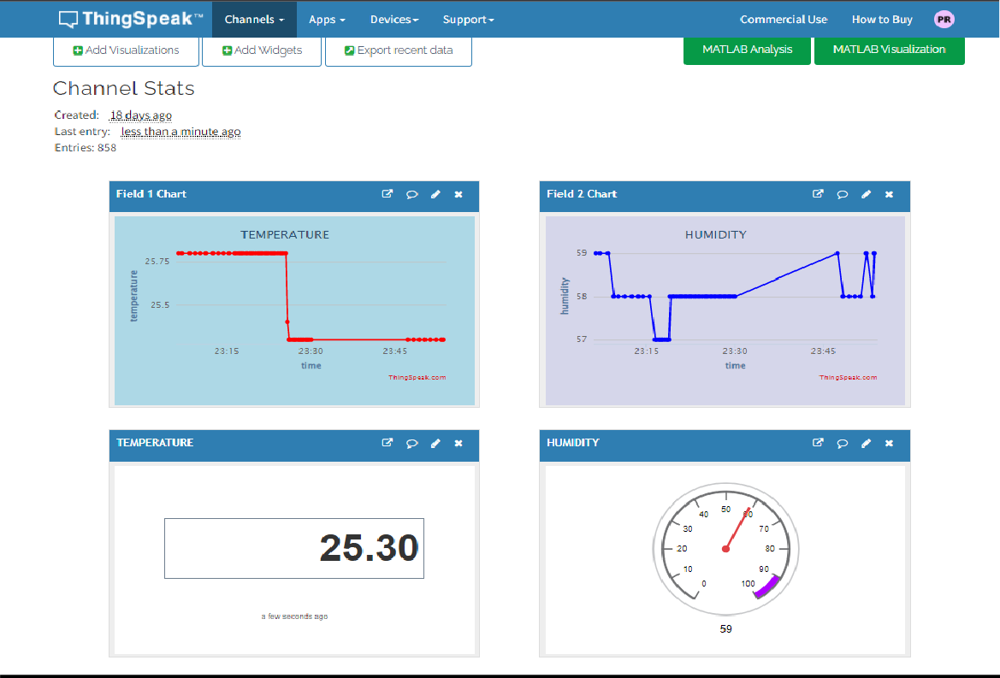 ThingSpeak™ Channels Apps Devices Support Commercial Use How to Buy PR
Add Visualizations Add Widgets Export recent data MATLAB Analysis MATLAB Visualization
Channel Stats
Created: 18 days ago
Last entry: less than a minute ago
Entries: 858
Field 1 Chart
TEMPERATURE
temperature
25.75
25.5
23:15 23:30 23:45
time
ThingSpeak.com
Field 2 Chart
HUMIDITY
humidity
59
58
57
23:15 23:30 23:45
time
ThingSpeak.com
TEMPERATURE
25.30
a few seconds ago
HUMIDITY
0
10
20
30
40
50
60
70
80
90
100
59